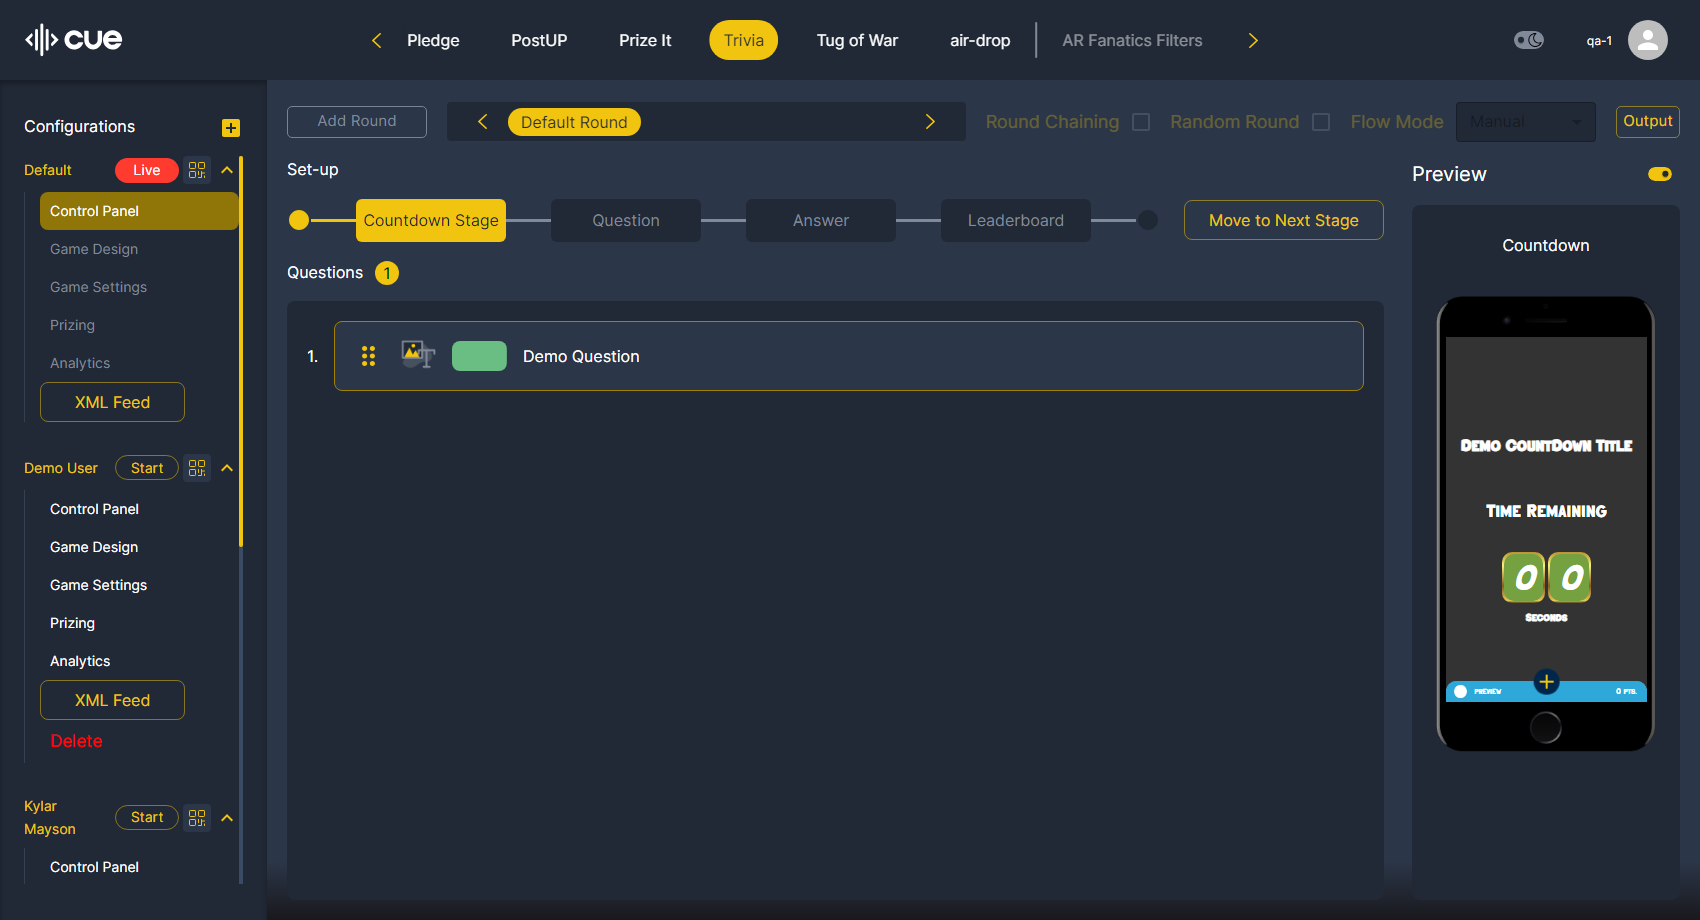 cue
Pledge
PostUP
Prize It
Trivia
Tug of War
air-drop
AR Fanatics Filters
qa-1
Configurations
Default
Live
Control Panel
Game Design
Game Settings
Prizing
Analytics
XML Feed
Demo User
Start
Control Panel
Game Design
Game Settings
Prizing
Analytics
XML Feed
Delete
Kylar
Mayson
Start
Control Panel
Add Round
Default Round
Round Chaining
Random Round
Flow Mode
Manual
Output
Set-up
Countdown Stage
Question
Answer
Leaderboard
Move to Next Stage
Questions
1
1.
Demo Question
Preview
Countdown
Demo CountDown Title
Time Remaining
0 0
Seconds
PREVIEW
0 PTS.